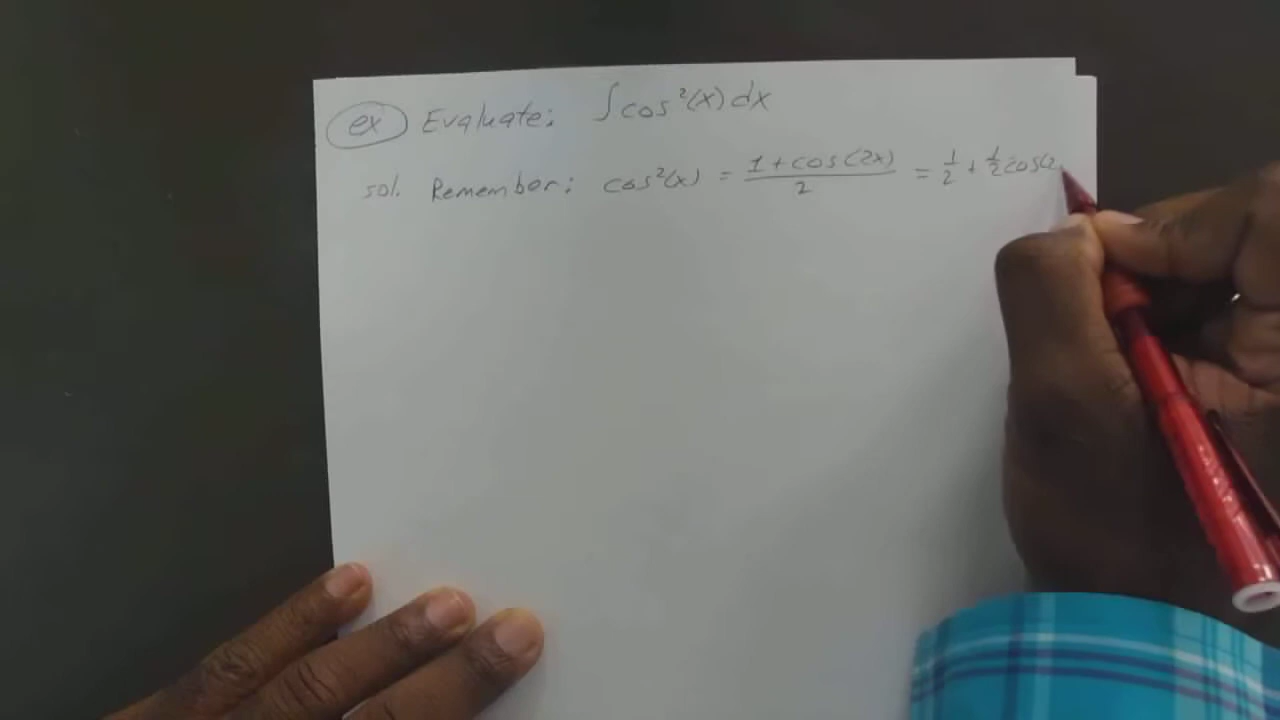 ex Evaluate: ∫cos²(x)dx
sol. Remember: cos²(x) = (1 + cos(2x))/2 = 1/2 + 1/2 cos(2